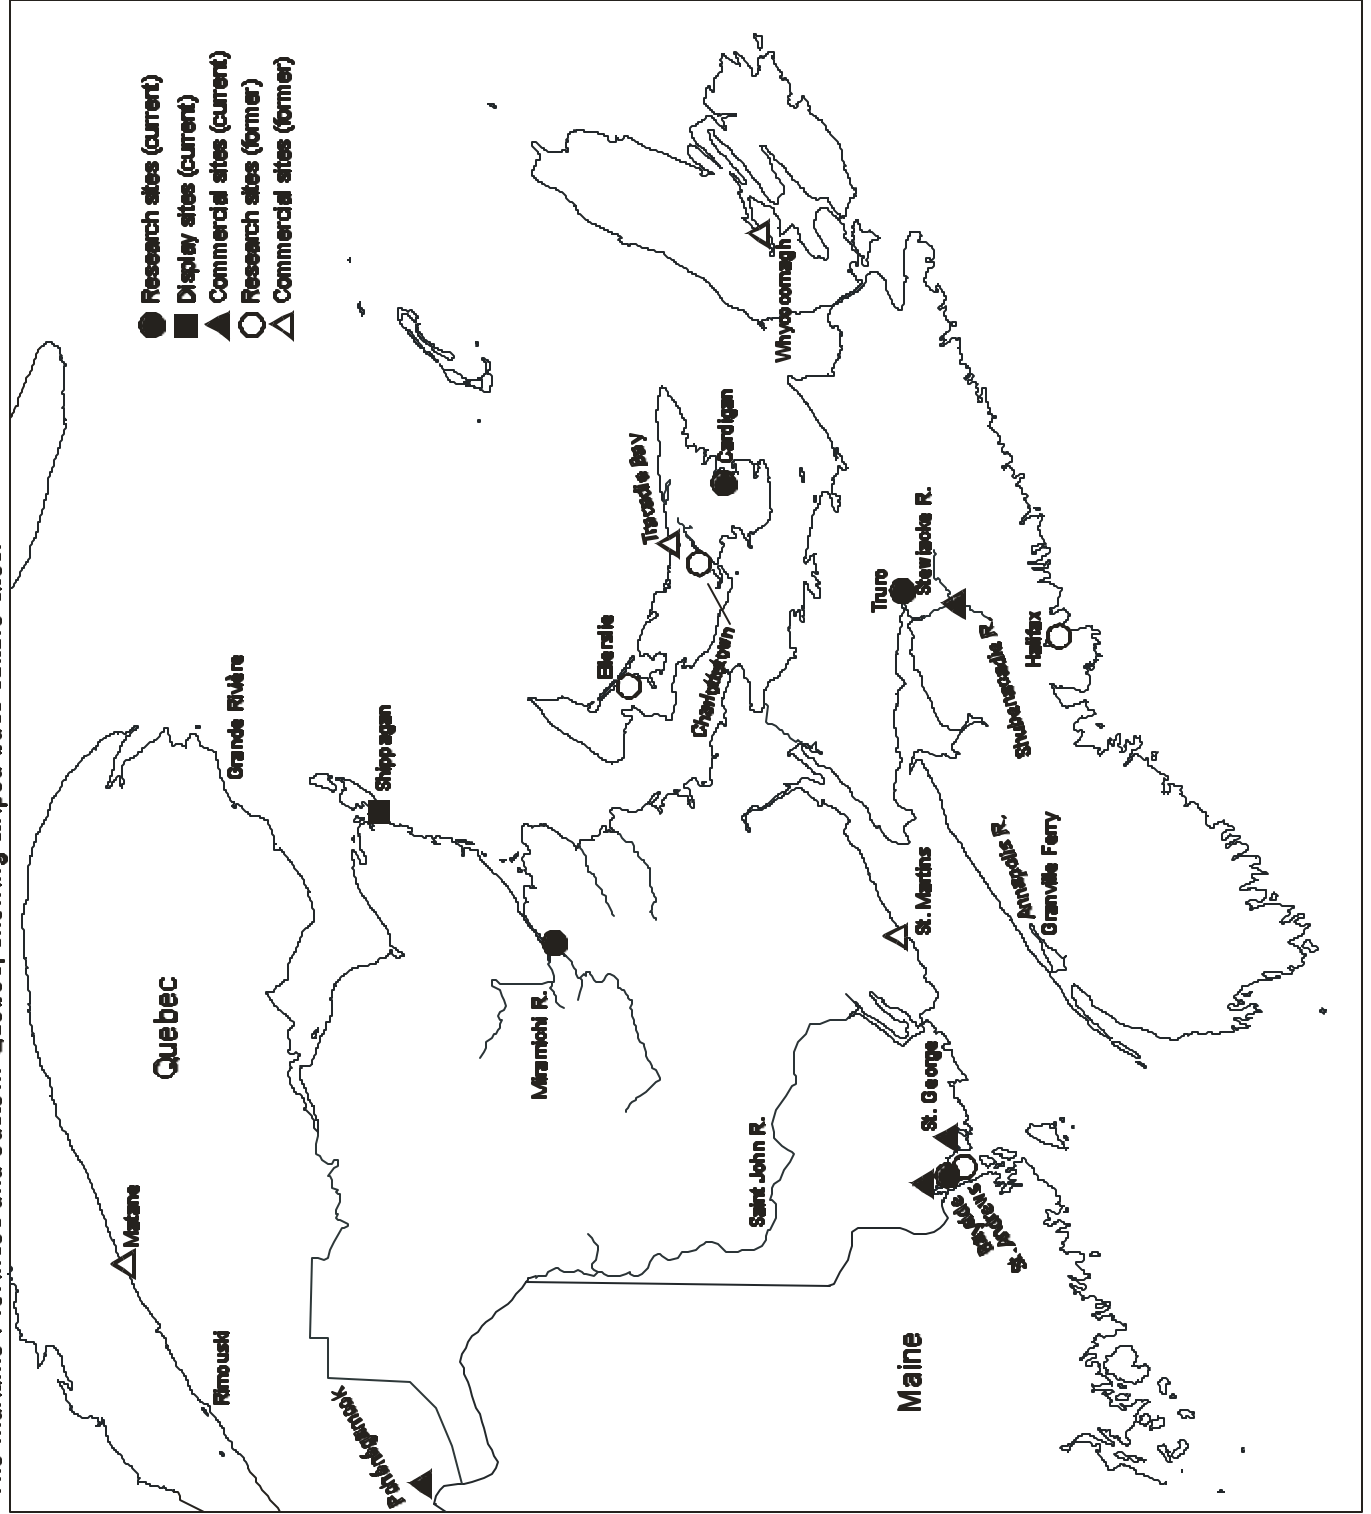 Research sites (current)
Display sites (current)
Commercial sites (current)
Research sites (former)
Commercial sites (former)
Quebec
Matane
Rimouski
Pohénégamook
Grande Rivière
Shippagan
Miramichi R.
Saint John R.
Maine
Ellerslie
Tracadie Bay
Cardigan
Charlottetown
Whycocomagh
Truro
Stewiacke R.
Shubenacadie R.
Halifax
St. Martins
Annapolis R.
Granville Ferry
St. George
Bayside
St. Andrews